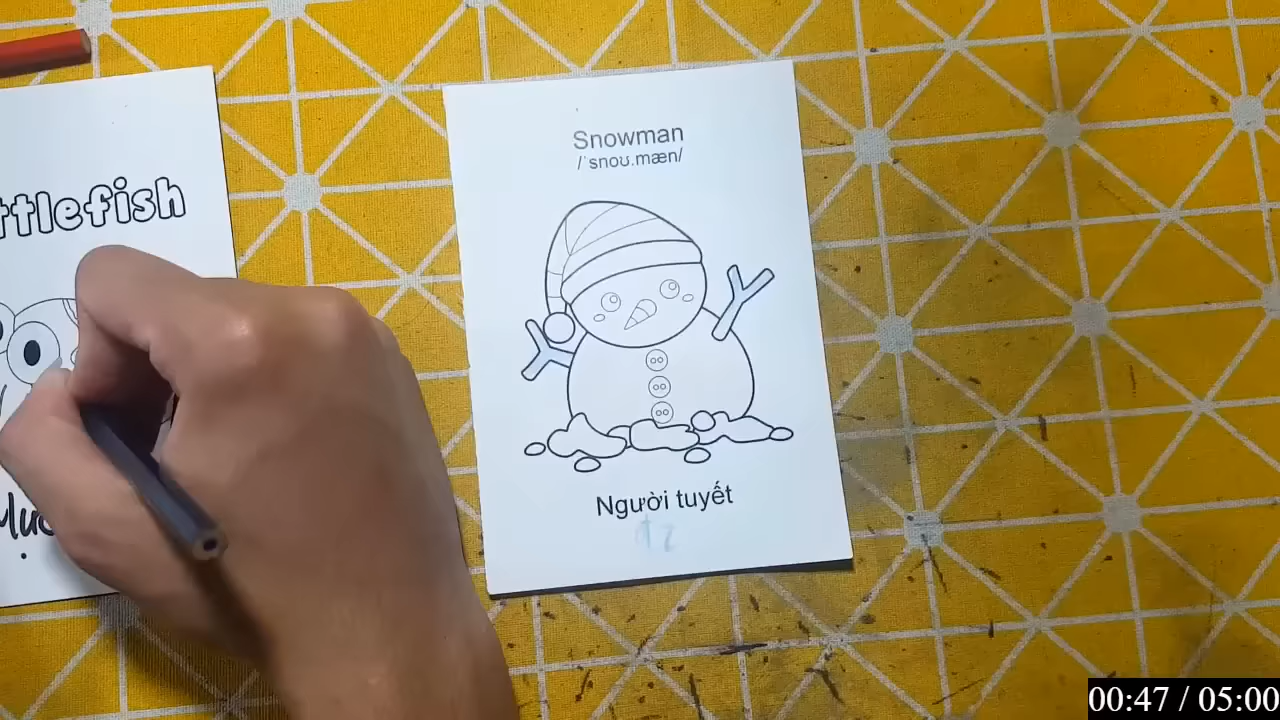 ttlefish
Snowman
/ˈsnoʊ.mæn/
Người tuyết
00:47 / 05:00